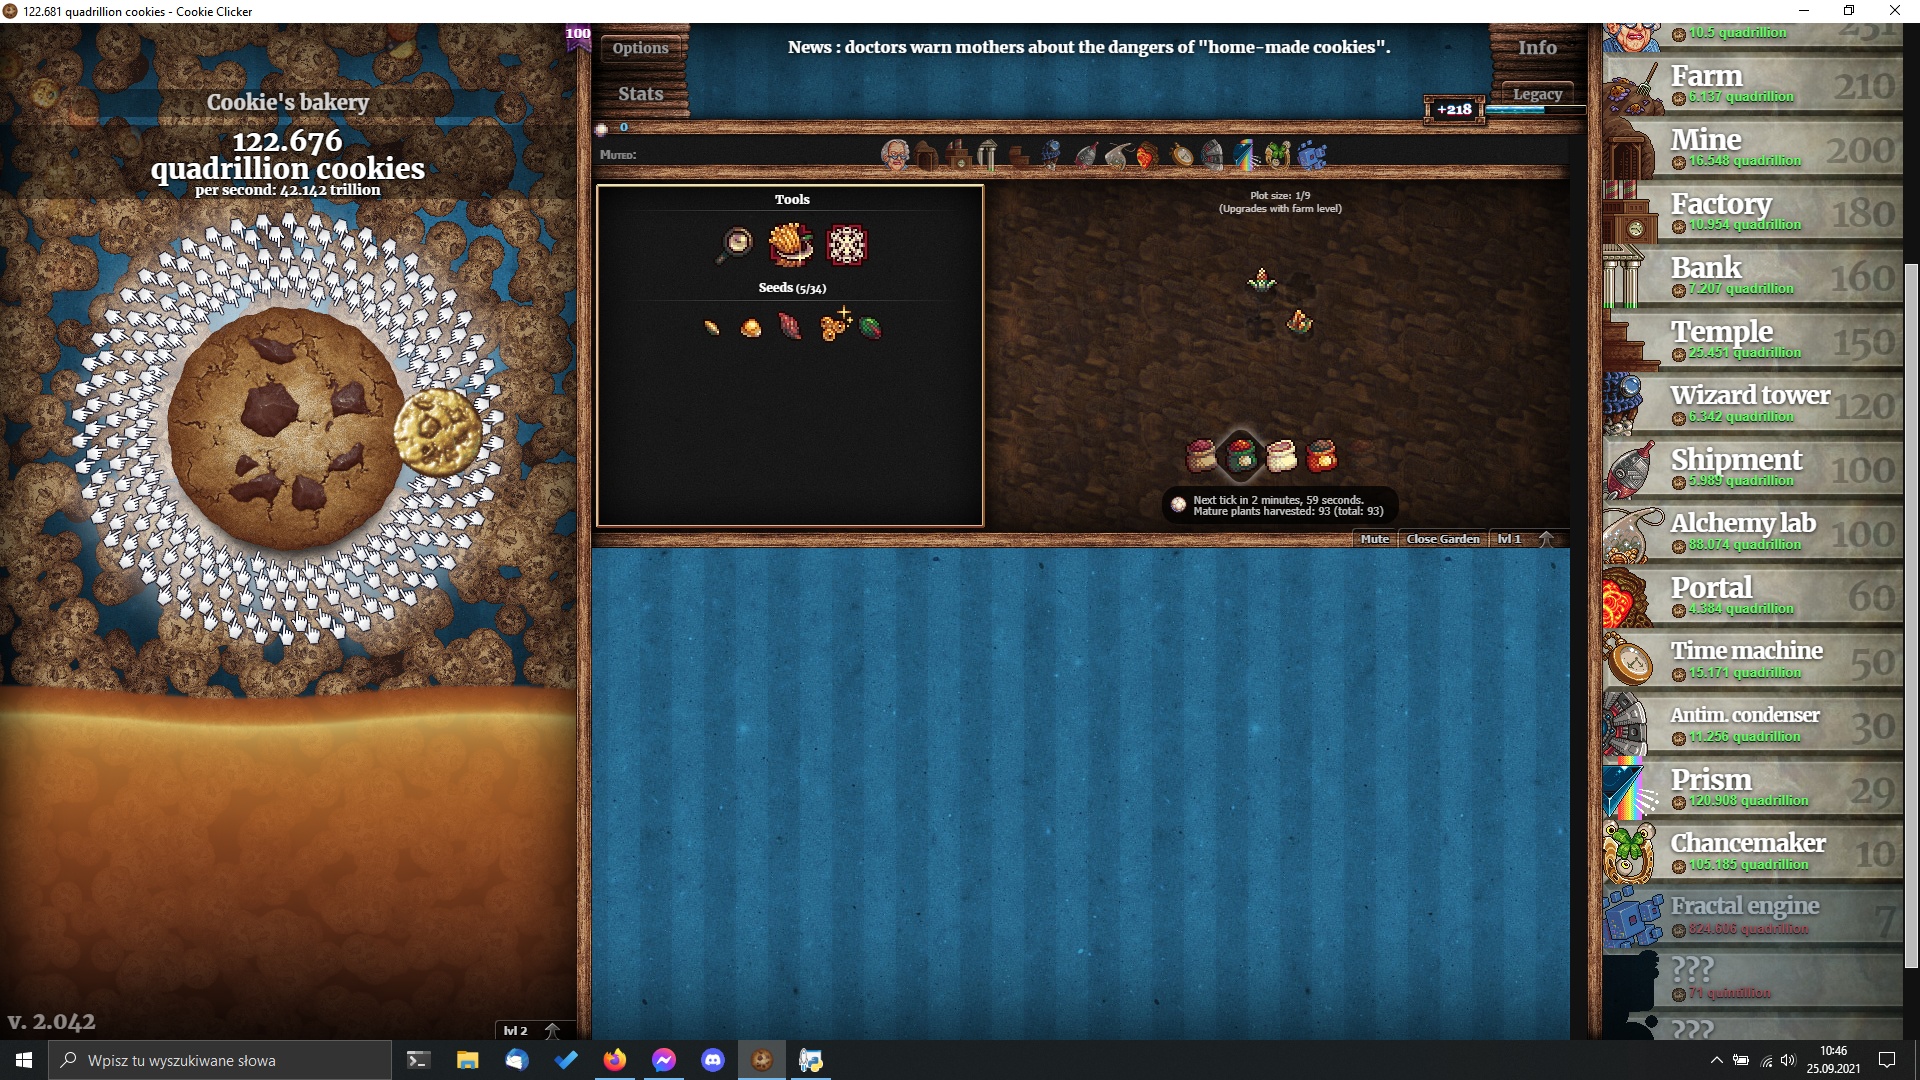 122.681 quadrillion cookies - Cookie Clicker
100
Options
Stats
News : doctors warn mothers about the dangers of "home-made cookies".
Info
Legacy
+218
Cookie's bakery
122.676
quadrillion cookies
per second: 42.142 trillion
0
Muted:
Tools
Seeds (5/34)
Plot size: 1/9
(Upgrades with farm level)
Next tick in 2 minutes, 59 seconds.
Mature plants harvested: 93 (total: 93)
Mute
Close Garden
lvl 1
10.5 quadrillion
231
Farm
6.137 quadrillion
210
Mine
16.548 quadrillion
200
Factory
10.954 quadrillion
180
Bank
7.207 quadrillion
160
Temple
25.451 quadrillion
150
Wizard tower
6.342 quadrillion
120
Shipment
5.989 quadrillion
100
Alchemy lab
88.074 quadrillion
100
Portal
4.384 quadrillion
60
Time machine
15.171 quadrillion
50
Antim. condenser
11.256 quadrillion
30
Prism
120.908 quadrillion
29
Chancemaker
105.185 quadrillion
10
Fractal engine
824.606 quadrillion
7
???
71 quintillion
???
v. 2.042
lvl 2
Wpisz tu wyszukiwane słowa
10:46
25.09.2021